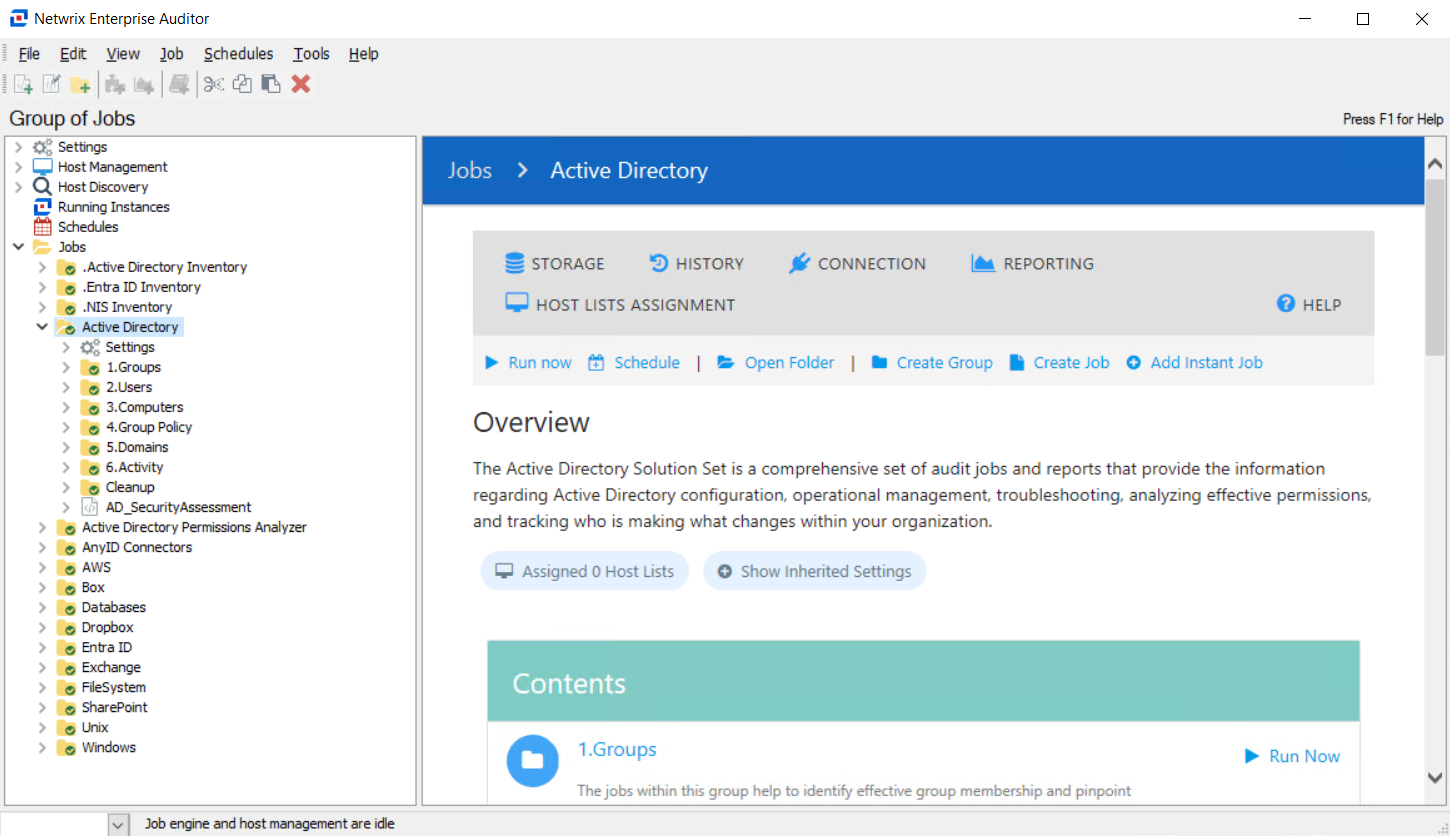 Netwrix Enterprise Auditor
File Edit View Job Schedules Tools Help
Group of Jobs
Press F1 for Help
Settings
Host Management
Host Discovery
Running Instances
Schedules
Jobs
.Active Directory Inventory
.Entra ID Inventory
.NIS Inventory
Active Directory
Settings
1.Groups
2.Users
3.Computers
4.Group Policy
5.Domains
6.Activity
Cleanup
AD_SecurityAssessment
Active Directory Permissions Analyzer
AnyID Connectors
AWS
Box
Databases
Dropbox
Entra ID
Exchange
FileSystem
SharePoint
Unix
Windows
Jobs > Active Directory
STORAGE HISTORY CONNECTION REPORTING
HOST LISTS ASSIGNMENT HELP
Run now Schedule | Open Folder | Create Group Create Job Add Instant Job
Overview
The Active Directory Solution Set is a comprehensive set of audit jobs and reports that provide the information
regarding Active Directory configuration, operational management, troubleshooting, analyzing effective permissions,
and tracking who is making what changes within your organization.
Assigned 0 Host Lists Show Inherited Settings
Contents
1.Groups
Run Now
The jobs within this group help to identify effective group membership and pinpoint
Job engine and host management are idle